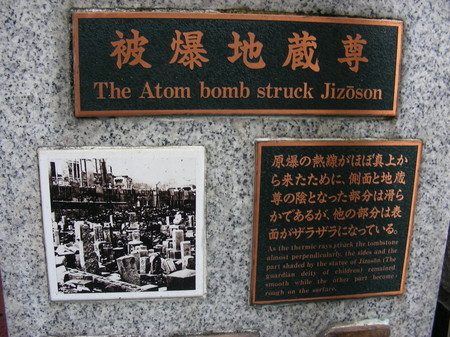 被爆地蔵尊
The Atom bomb struck Jizōson
原爆の熱線がほぼ真上か
ら来たために、側面と地蔵
尊の陰となった部分は滑ら
かであるが、他の部分は表
面がザラザラになっている。
As the thermic rays struck the tombstone
almost perpendicularly, the sides and the
part shaded by the statue of Jizoson (The
guardian deity of children) remained
smooth while the other part became
rough on the surface.